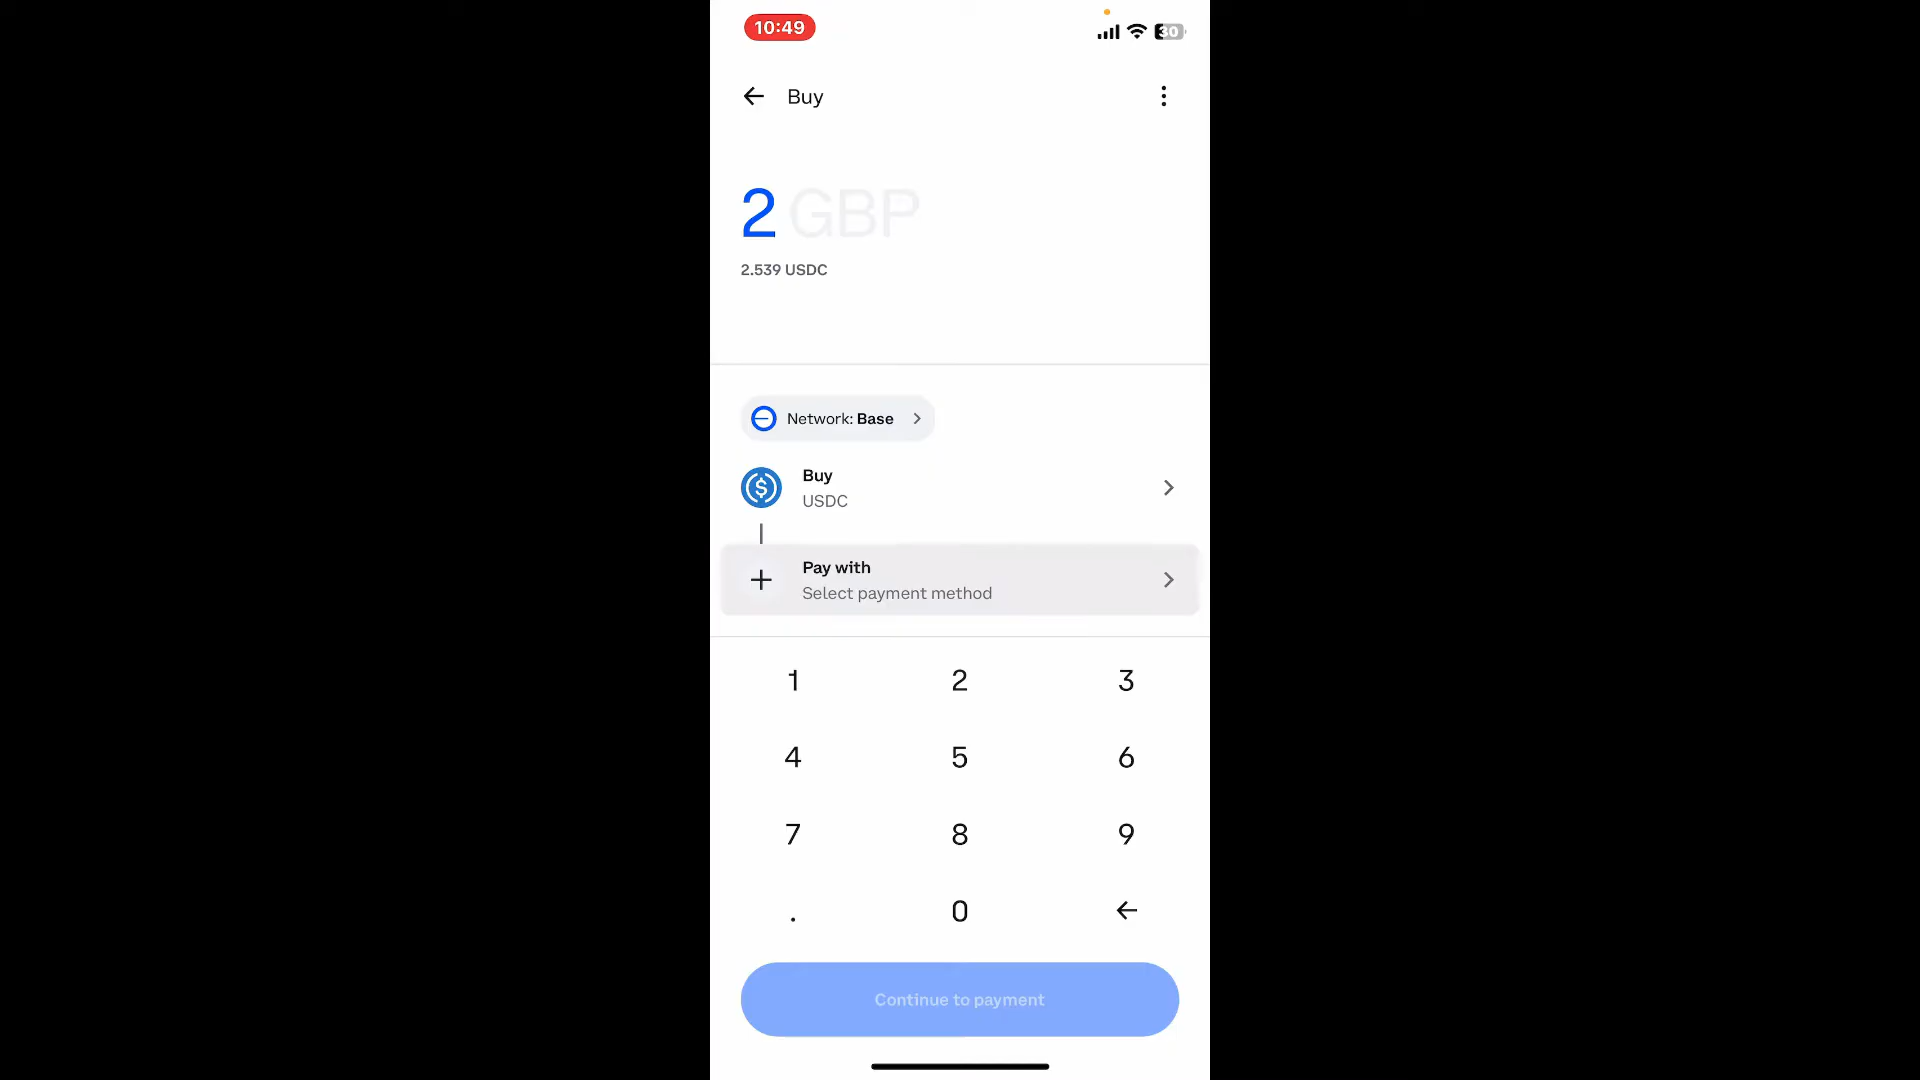 10:49
30
Buy
2 GBP
2.539 USDC
Network: Base
Buy
USDC
Pay with
Select payment method
1 2 3
4 5 6
7 8 9
. 0
Continue to payment